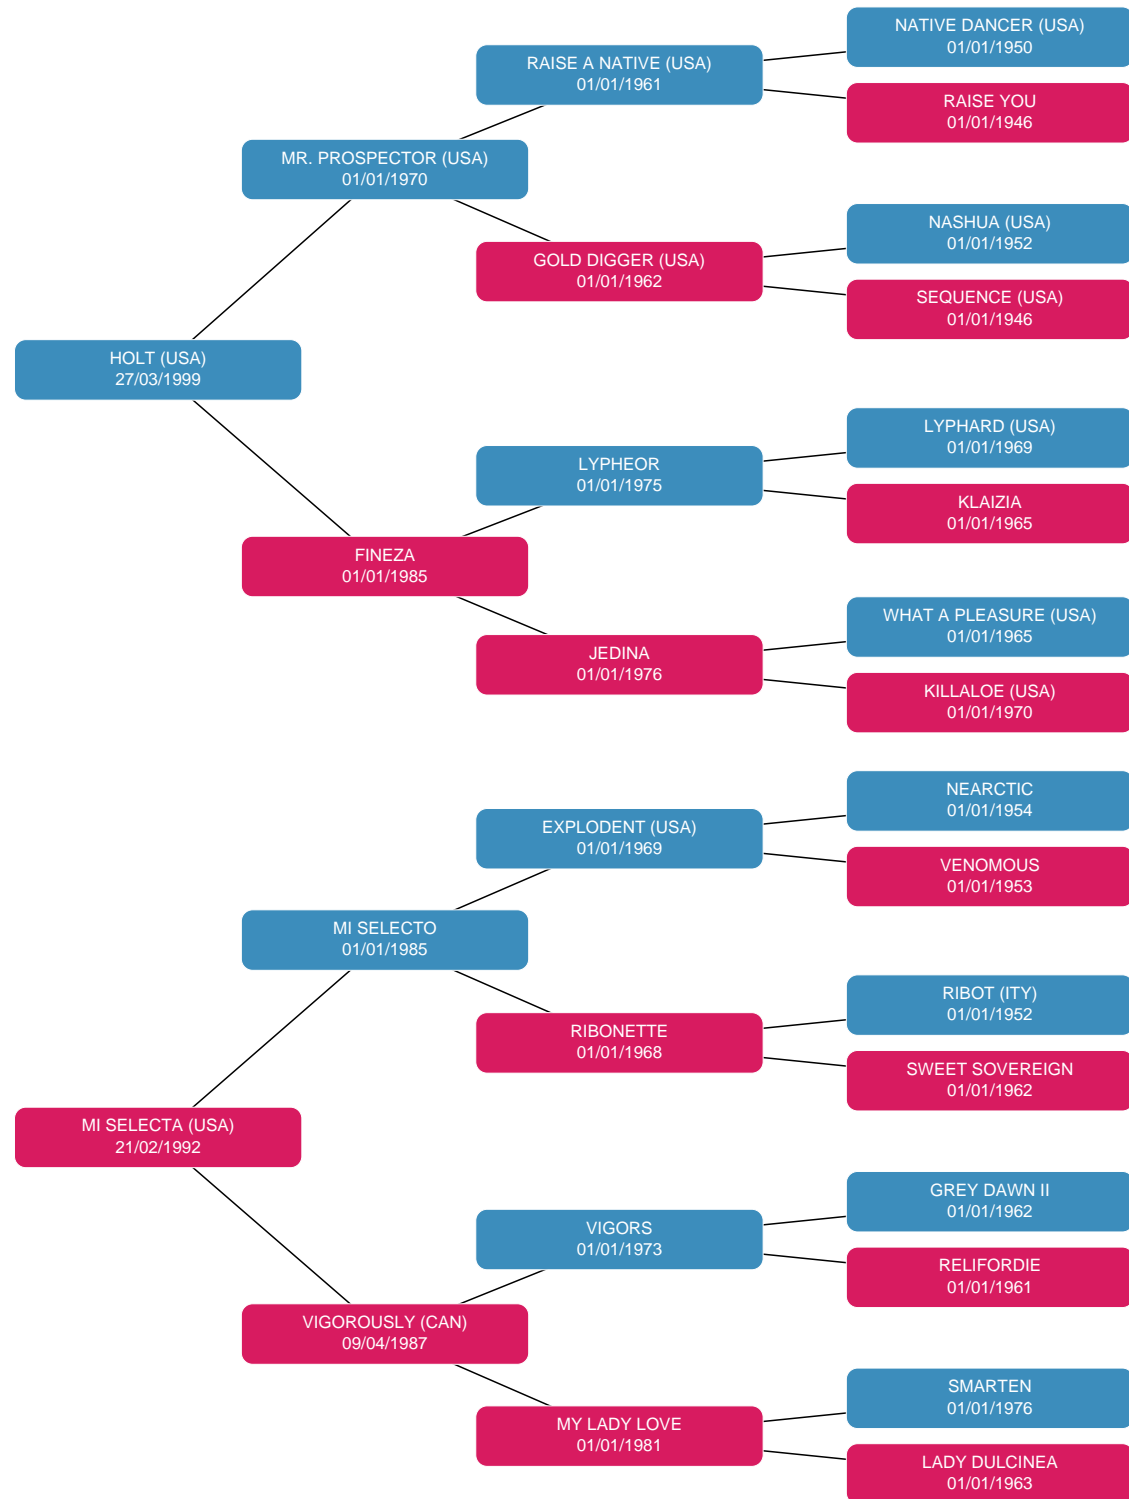 NATIVE DANCER (USA)
01/01/1950
RAISE A NATIVE (USA)
01/01/1961
RAISE YOU
01/01/1946
MR. PROSPECTOR (USA)
01/01/1970
NASHUA (USA)
01/01/1952
GOLD DIGGER (USA)
01/01/1962
SEQUENCE (USA)
01/01/1946
HOLT (USA)
27/03/1999
LYPHARD (USA)
01/01/1969
LYPHEOR
01/01/1975
KLAIZIA
01/01/1965
FINEZA
01/01/1985
WHAT A PLEASURE (USA)
01/01/1965
JEDINA
01/01/1976
KILLALOE (USA)
01/01/1970
NEARCTIC
01/01/1954
EXPLODENT (USA)
01/01/1969
VENOMOUS
01/01/1953
MI SELECTO
01/01/1985
RIBOT (ITY)
01/01/1952
RIBONETTE
01/01/1968
SWEET SOVEREIGN
01/01/1962
MI SELECTA (USA)
21/02/1992
GREY DAWN II
01/01/1962
VIGORS
01/01/1973
RELIFORDIE
01/01/1961
VIGOROUSLY (CAN)
09/04/1987
SMARTEN
01/01/1976
MY LADY LOVE
01/01/1981
LADY DULCINEA
01/01/1963